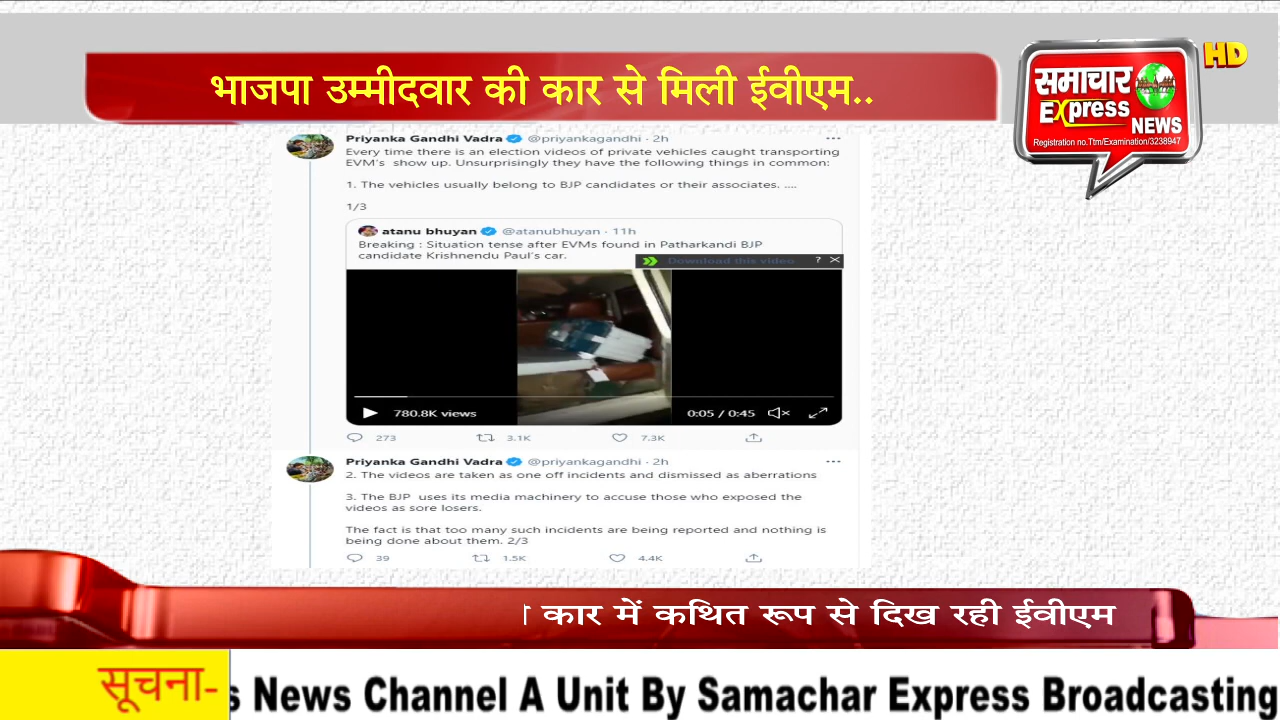 भाजपा उम्मीदवार की कार से मिली ईवीएम..
HD
समाचार
Express
NEWS
Registration no.Ttm/Examination/3238947
Priyanka Gandhi Vadra @priyankagandhi · 2h
Every time there is an election videos of private vehicles caught transporting
EVM's show up. Unsurprisingly they have the following things in common:
1. The vehicles usually belong to BJP candidates or their associates. ....
1/3
atanu bhuyan @atanubhuyan · 11h
Breaking : Situation tense after EVMs found in Patharkandi BJP
candidate Krishnendu Paul's car.
Download this video ? X
780.8K views 0:05 / 0:45
273 3.1K 7.3K
Priyanka Gandhi Vadra @priyankagandhi · 2h
2. The videos are taken as one off incidents and dismissed as aberrations
3. The BJP uses its media machinery to accuse those who exposed the
videos as sore losers.
The fact is that too many such incidents are being reported and nothing is
being done about them. 2/3
39 1.5K 4.4K
कार में कथित रूप से दिख रही ईवीएम
सूचना-
s News Channel A Unit By Samachar Express Broadcasting